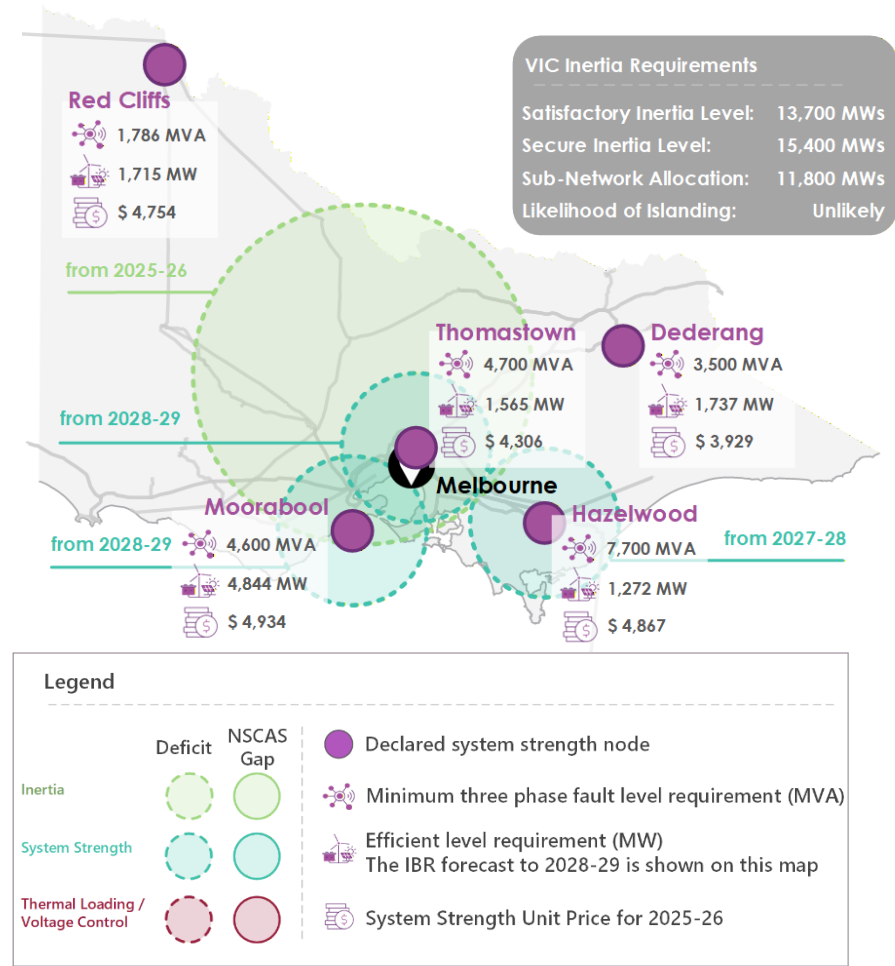 VIC Inertia Requirements
Satisfactory Inertia Level: 13,700 MWs
Secure Inertia Level: 15,400 MWs
Sub-Network Allocation: 11,800 MWs
Likelihood of Islanding: Unlikely
Red Cliffs
1,786 MVA
1,715 MW
$ 4,754
from 2025-26
Thomastown
4,700 MVA
1,565 MW
$ 4,306
Dederang
3,500 MVA
1,737 MW
$ 3,929
from 2028-29
Melbourne
Moorabool
4,600 MVA
4,844 MW
$ 4,934
from 2028-29
Hazelwood
7,700 MVA
1,272 MW
$ 4,867
from 2027-28
Legend
Deficit
NSCAS
Gap
Inertia
System Strength
Thermal Loading /
Voltage Control
Declared system strength node
Minimum three phase fault level requirement (MVA)
Efficient level requirement (MW)
The IBR forecast to 2028-29 is shown on this map
System Strength Unit Price for 2025-26